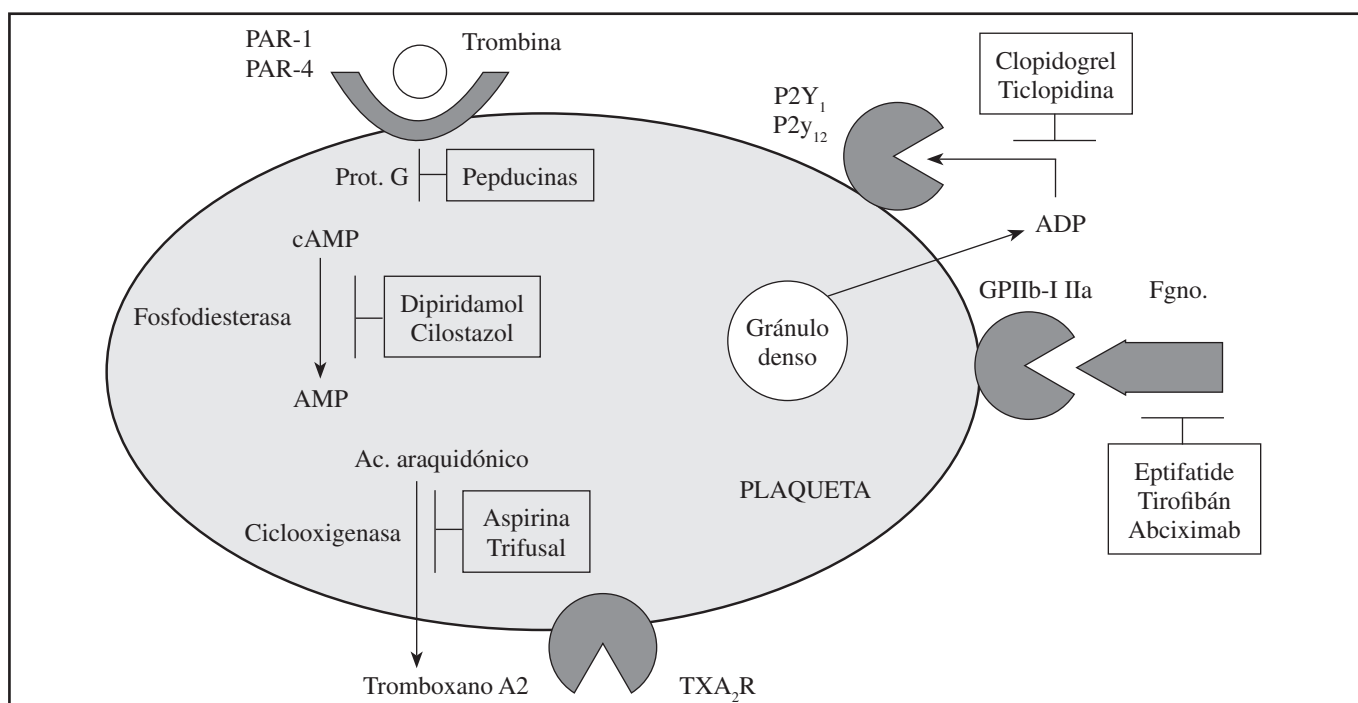 PAR-1
PAR-4
Trombina
Clopidogrel
Ticlopidina
P2Y₁
P2y₁₂
Prot. G
Pepducinas
ADP
cAMP
Fosfodiesterasa
Dipiridamol
Cilostazol
AMP
Gránulo
denso
GPIIb-I IIa
Fgno.
Ac. araquidónico
Ciclooxigenasa
Aspirina
Trifusal
PLAQUETA
Eptifatide
Tirofibán
Abciximab
Tromboxano A2
TXA₂R